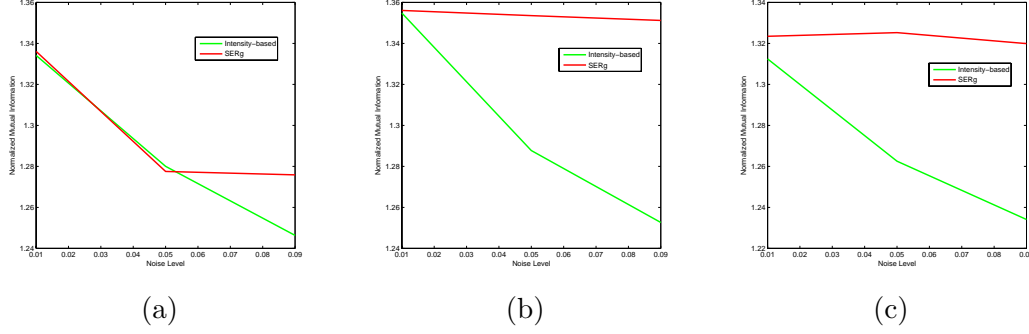 1.36
1.34
1.32
1.3
1.28
1.26
1.24
Normalized Mutual Information
0.01 0.02 0.03 0.04 0.05 0.06 0.07 0.08 0.09
Noise Level
Intensity−based
SERg
(a)
1.36
1.34
1.32
1.3
1.28
1.26
1.24
Normalized Mutual Information
0.01 0.02 0.03 0.04 0.05 0.06 0.07 0.08 0.09
Noise Level
Intensity−based
SERg
(b)
1.34
1.32
1.3
1.28
1.26
1.24
1.22
Normalized Mutual Information
0.01 0.02 0.03 0.04 0.05 0.06 0.07 0.08 0.0
Noise Level
Intensity−based
SERg
(c)